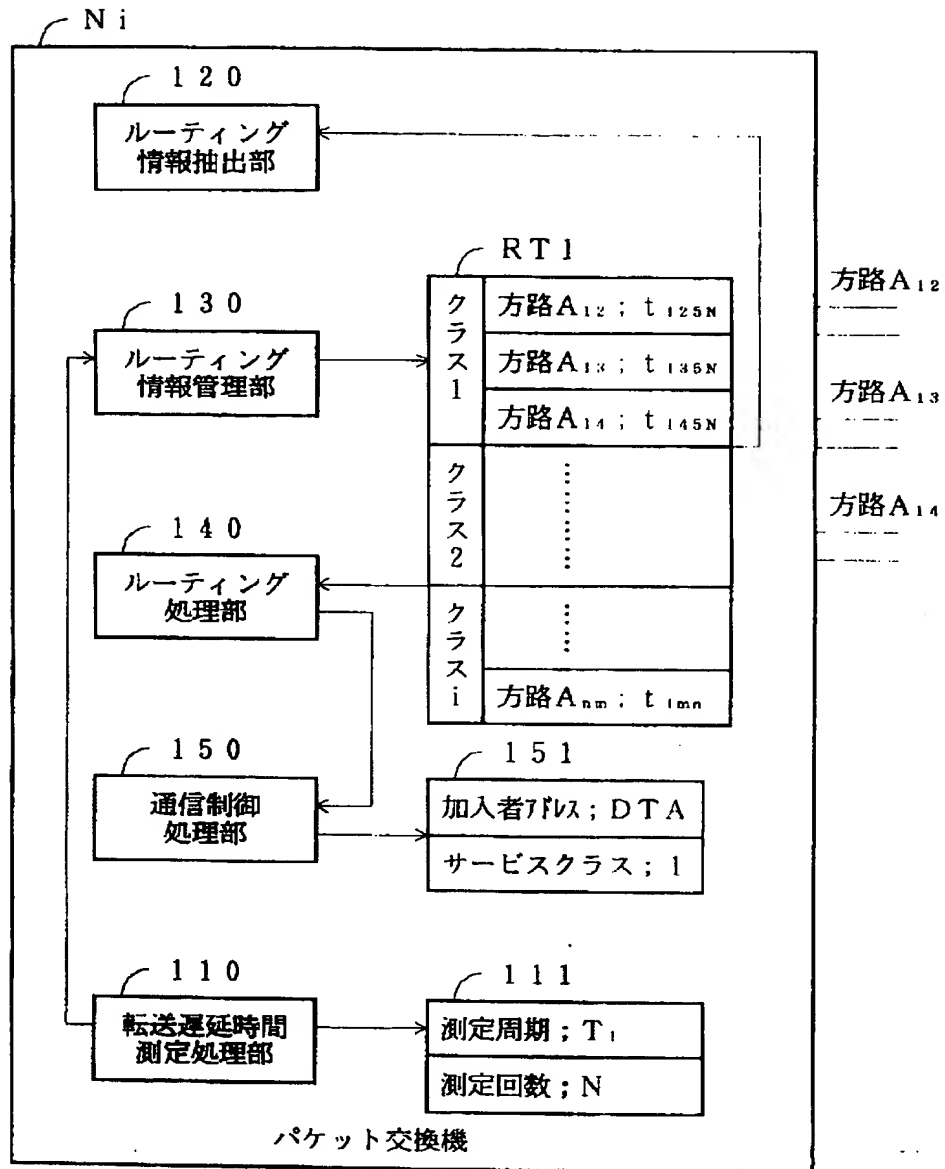 Ni
120
ルーティング
情報抽出部
RT1
クラス1
方路A₁₂；t₁₂₅N
方路A₁₃；t₁₃₅N
方路A₁₄；t₁₄₅N
クラス2
クラスi
方路Anm；t₁mn
130
ルーティング
情報管理部
140
ルーティング
処理部
150
通信制御
処理部
151
加入者アドレス；DTA
サービスクラス；1
110
転送遅延時間
測定処理部
111
測定周期；T₁
測定回数；N
パケット交換機
方路A₁₂
方路A₁₃
方路A₁₄